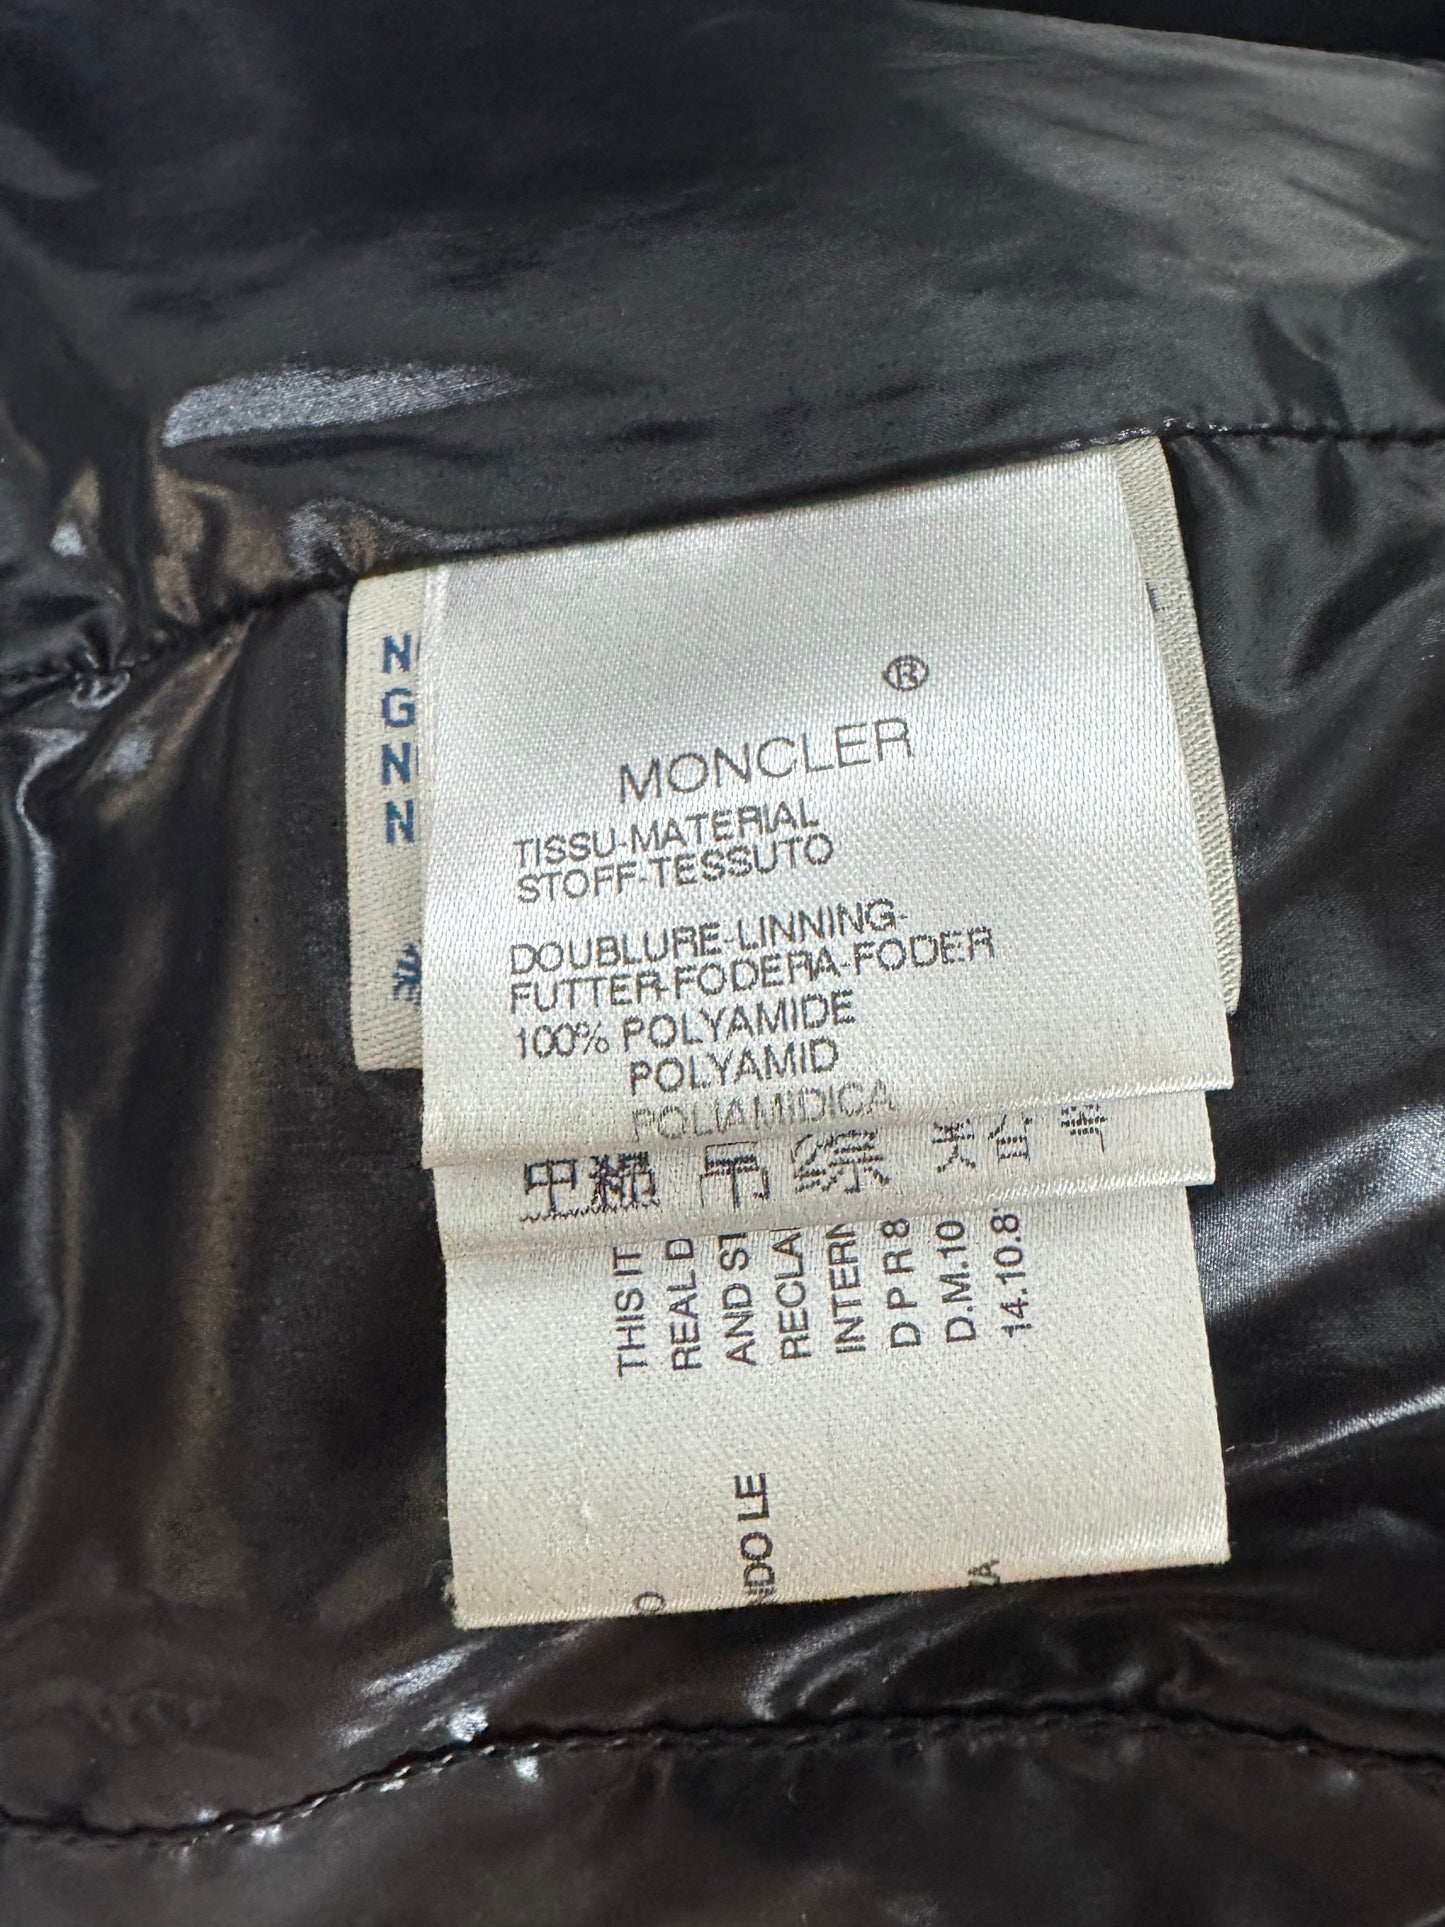 ®
MONCLER
TISSU-MATERIAL
STOFF-TESSUTO
DOUBLURE-LINNING-
FUTTER-FODERA-FODER
100% POLYAMIDE
POLYAMID
POLIAMIDICA
N
G
N
N
THIS IT
REAL D
AND ST
RECLA
INTERN
D P R 8
D.M.10
14.10.8
NDO LE